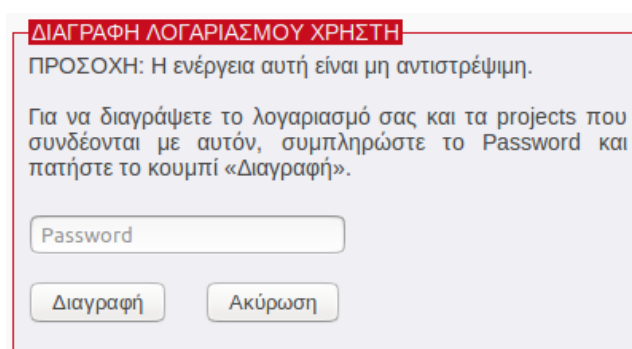 ΔΙΑΓΡΑΦΗ ΛΟΓΑΡΙΑΣΜΟΥ ΧΡΗΣΤΗ
ΠΡΟΣΟΧΗ: Η ενέργεια αυτή είναι μη αντιστρέψιμη.
Για να διαγράψετε το λογαριασμό σας και τα projects που
συνδέονται με αυτόν, συμπληρώστε το Password και
πατήστε το κουμπί «Διαγραφή».
Password
Διαγραφή Ακύρωση